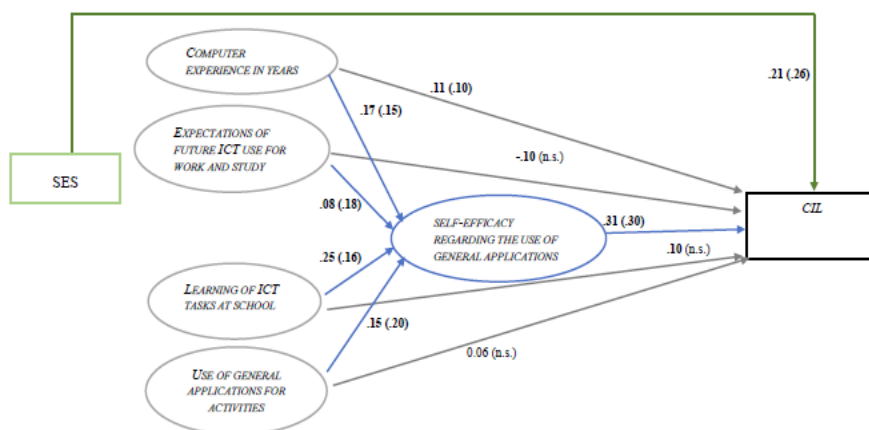 COMPUTER
EXPERIENCE IN YEARS
.21 (.26)
.11 (.10)
.17 (.15)
EXPECTATIONS OF
FUTURE ICT USE FOR
WORK AND STUDY
-.10 (n.s.)
SES
.08 (.18)
CIL
SELF-EFFICACY
REGARDING THE USE OF
GENERAL APPLICATIONS
.31 (.30)
.10 (n.s.)
.25 (.16)
LEARNING OF ICT
TASKS AT SCHOOL
.15 (.20)
0.06 (n.s.)
USE OF GENERAL
APPLICATIONS FOR
ACTIVITIES